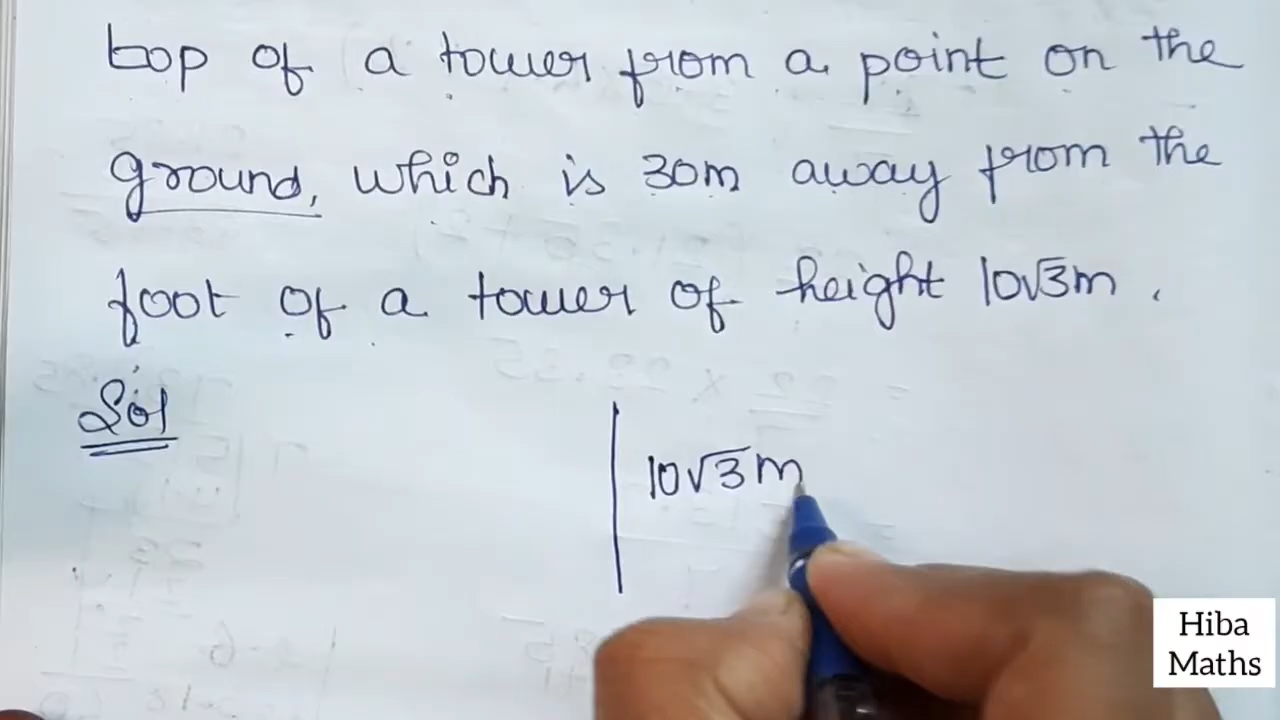 top of a tower from a point on the
ground, which is 30m away from the
foot of a tower of height 10√3m .
Sol
10√3 m
Hiba
Maths